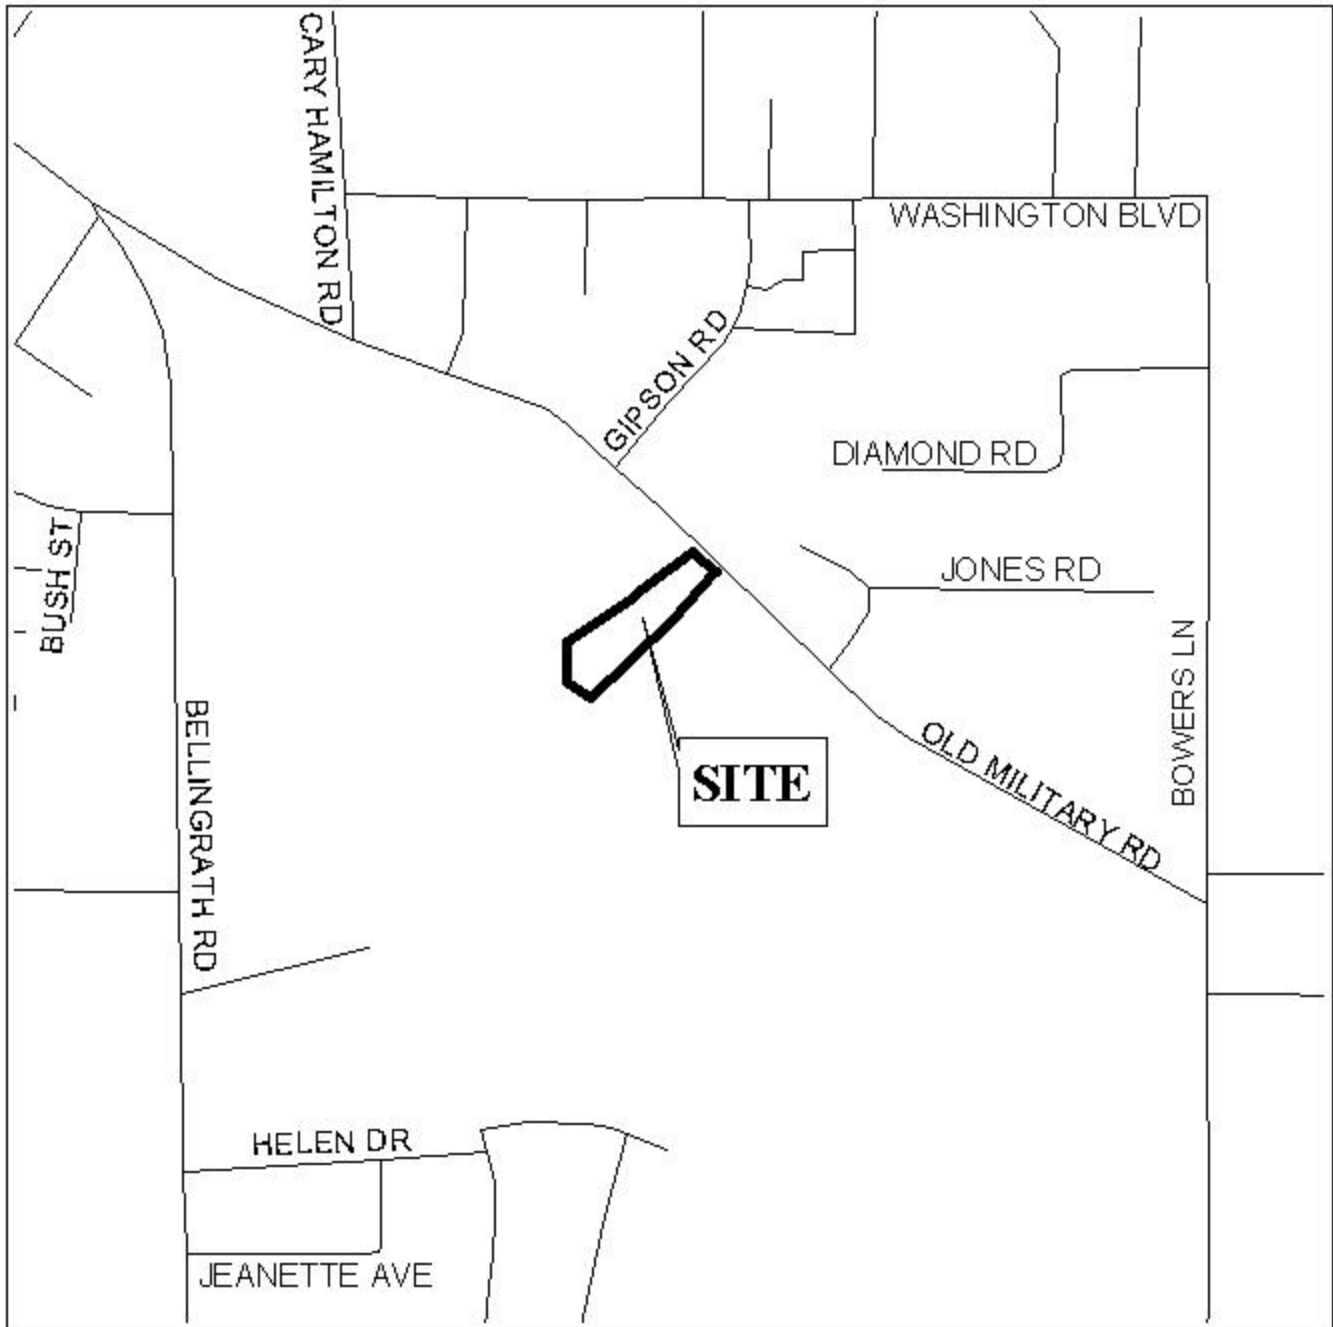 CARY HAMILTON RD
WASHINGTON BLVD
GIPSON RD
DIAMOND RD
BUSH ST
JONES RD
BOWERS LN
BELLINGRATH RD
OLD MILITARY RD
SITE
HELEN DR
JEANETTE AVE